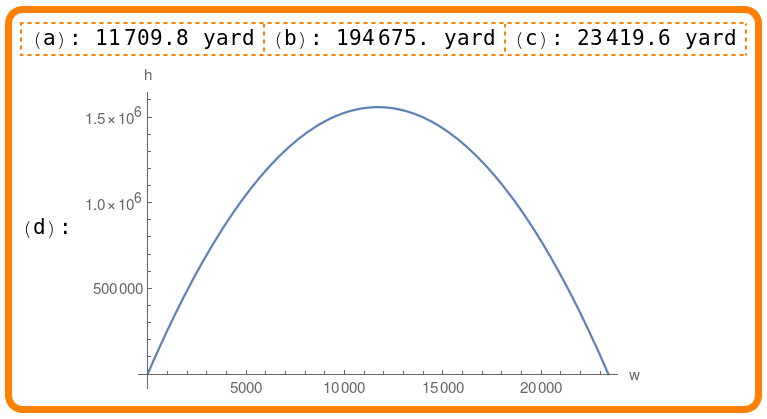 (a): 11709.8 yard (b): 194675. yard (c): 23419.6 yard
h
1.5×10^6
1.0×10^6
(d):
500000
w
5000 10000 15000 20000